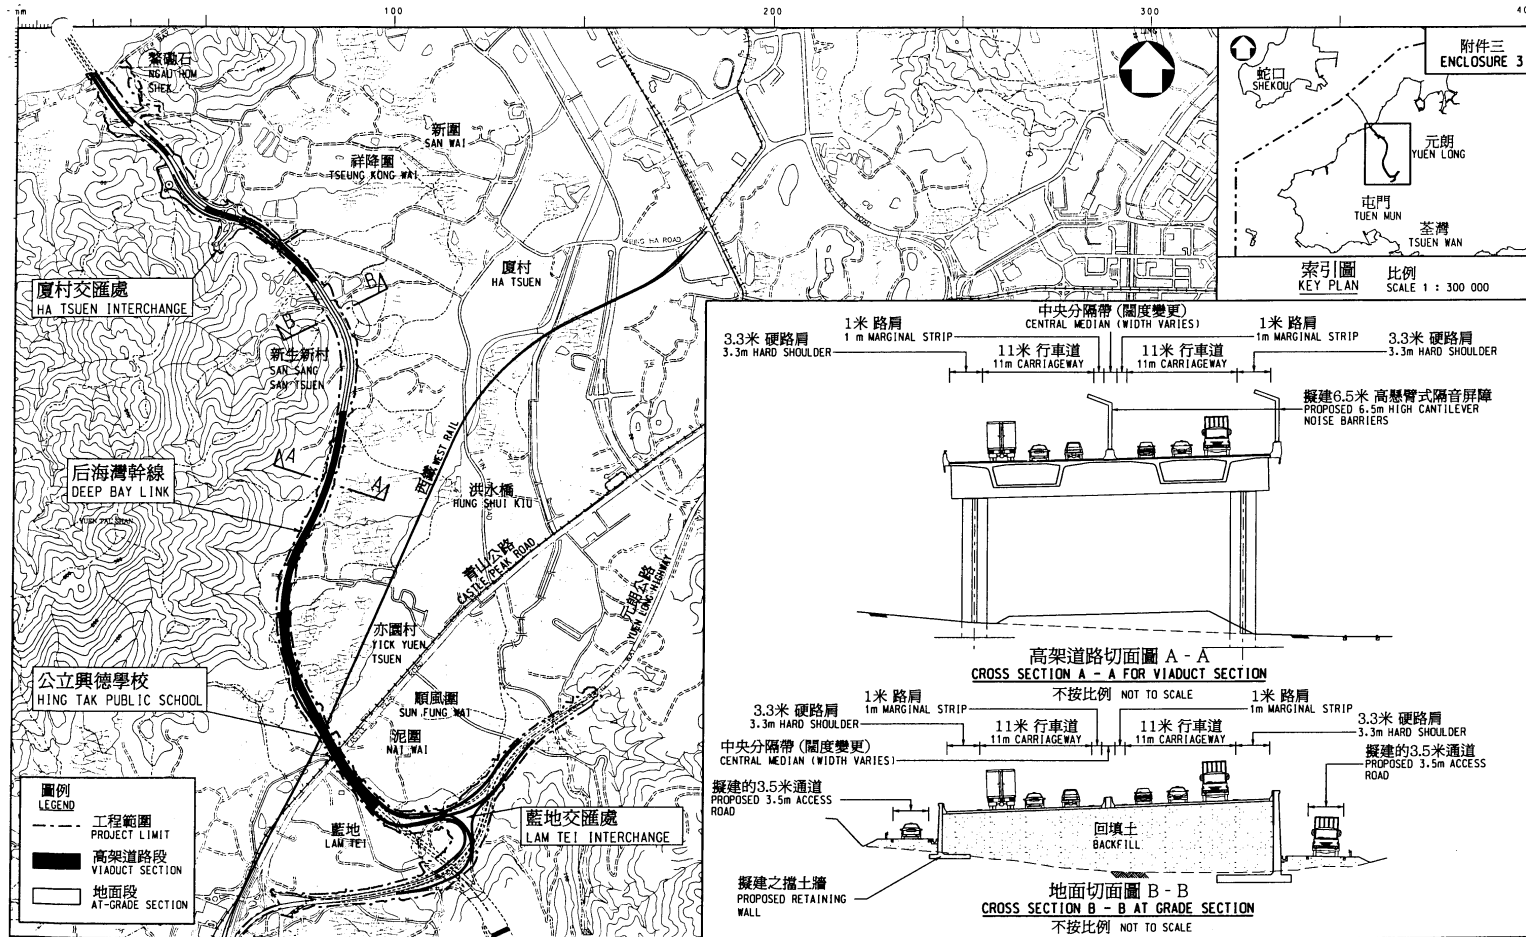 mm
100
200
300
附件三
ENCLOSURE 3
蛇口
SHEKOU
元朗
YUEN LONG
屯門
TUEN MUN
荃灣
TSUEN WAN
索引圖
KEY PLAN
比例
SCALE 1 : 300 000
鰲磡石
NGAU HOM
SHEK
新圍
SAN WAI
祥降圍
TSEUNG KONG WAI
廈村
HA TSUEN
PING HA ROAD
廈村交匯處
HA TSUEN INTERCHANGE
B
B
新生新村
SAN SANG
SAN TSUEN
后海灣幹線
DEEP BAY LINK
A
A
YUEN TAU SHAN
西鐵 WEST RAIL
洪水橋
HUNG SHUI KIU
青山公路
CASTLE PEAK ROAD
元朗公路
YUEN LONG HIGHWAY
亦園村
YICK YUEN
TSUEN
公立興德學校
HING TAK PUBLIC SCHOOL
順風圍
SUN FUNG WAI
泥圍
NAI WAI
藍地
LAM TEI
藍地交匯處
LAM TEI INTERCHANGE
圖例
LEGEND
工程範圍
PROJECT LIMIT
高架道路段
VIADUCT SECTION
地面段
AT-GRADE SECTION
中央分隔帶 (闊度變更)
CENTRAL MEDIAN (WIDTH VARIES)
3.3米 硬路肩
3.3m HARD SHOULDER
1米 路肩
1 m MARGINAL STRIP
11米 行車道
11m CARRIAGEWAY
11米 行車道
11m CARRIAGEWAY
1米 路肩
1m MARGINAL STRIP
3.3米 硬路肩
3.3m HARD SHOULDER
擬建6.5米 高懸臂式隔音屏障
PROPOSED 6.5m HIGH CANTILEVER
NOISE BARRIERS
高架道路切面圖 A - A
CROSS SECTION A - A FOR VIADUCT SECTION
不按比例 NOT TO SCALE
3.3米 硬路肩
3.3m HARD SHOULDER
1米 路肩
1m MARGINAL STRIP
11米 行車道
11m CARRIAGEWAY
11米 行車道
11m CARRIAGEWAY
1米 路肩
1m MARGINAL STRIP
3.3米 硬路肩
3.3m HARD SHOULDER
中央分隔帶 (闊度變更)
CENTRAL MEDIAN (WIDTH VARIES)
擬建的3.5米通道
PROPOSED 3.5m ACCESS
ROAD
擬建的3.5米通道
PROPOSED 3.5m ACCESS
ROAD
回填土
BACKFILL
擬建之擋土牆
PROPOSED RETAINING
WALL
地面切面圖 B - B
CROSS SECTION B - B AT GRADE SECTION
不按比例 NOT TO SCALE